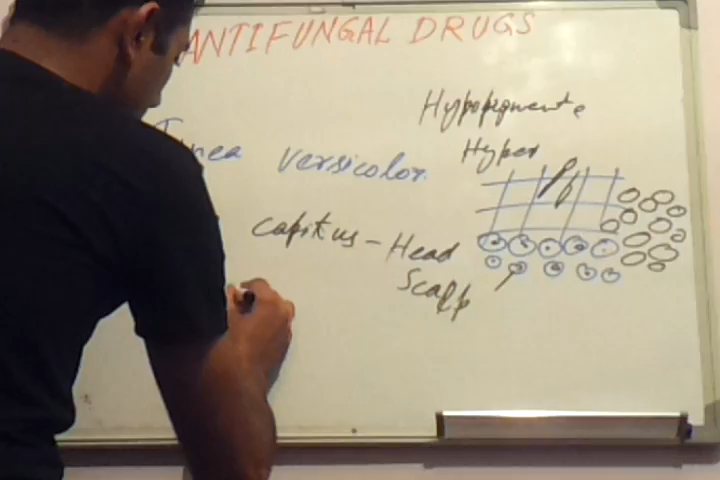 ANTIFUNGAL DRUGS
Hypopigmente
Hyper
Tinea versicolor.
Capitus - Head
Scalp